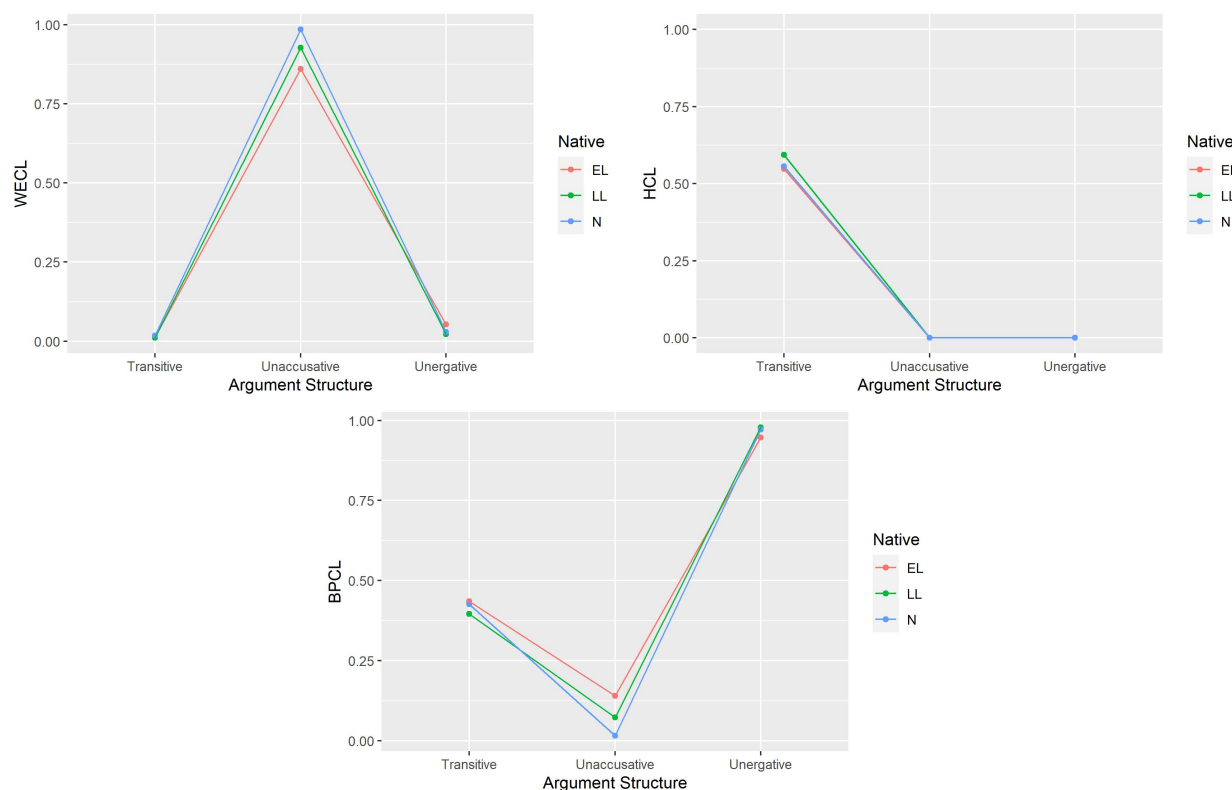 1.00
0.75
0.50
0.25
0.00
WECL
Transitive
Unaccusative
Unergative
Argument Structure
Native
EL
LL
N
1.00
0.75
0.50
0.25
0.00
HCL
Transitive
Unaccusative
Unergative
Argument Structure
Native
EL
LL
N
1.00
0.75
0.50
0.25
0.00
BPCL
Transitive
Unaccusative
Unergative
Argument Structure
Native
EL
LL
N